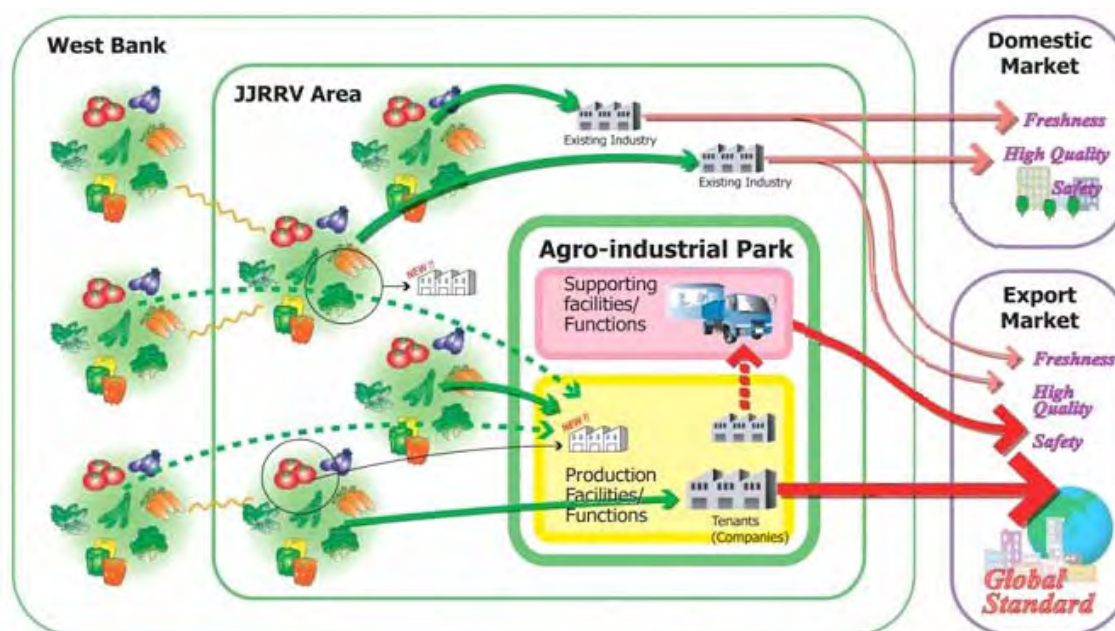 West Bank
JJRRV Area
Existing Industry
Existing Industry
NEW !!
Agro-industrial Park
Supporting
facilities/
Functions
NEW !!
Production
Facilities/
Functions
Tenants
(Companies)
Domestic
Market
Freshness
High Quality
Safety
Export
Market
Freshness
High
Quality
Safety
Global
Standard